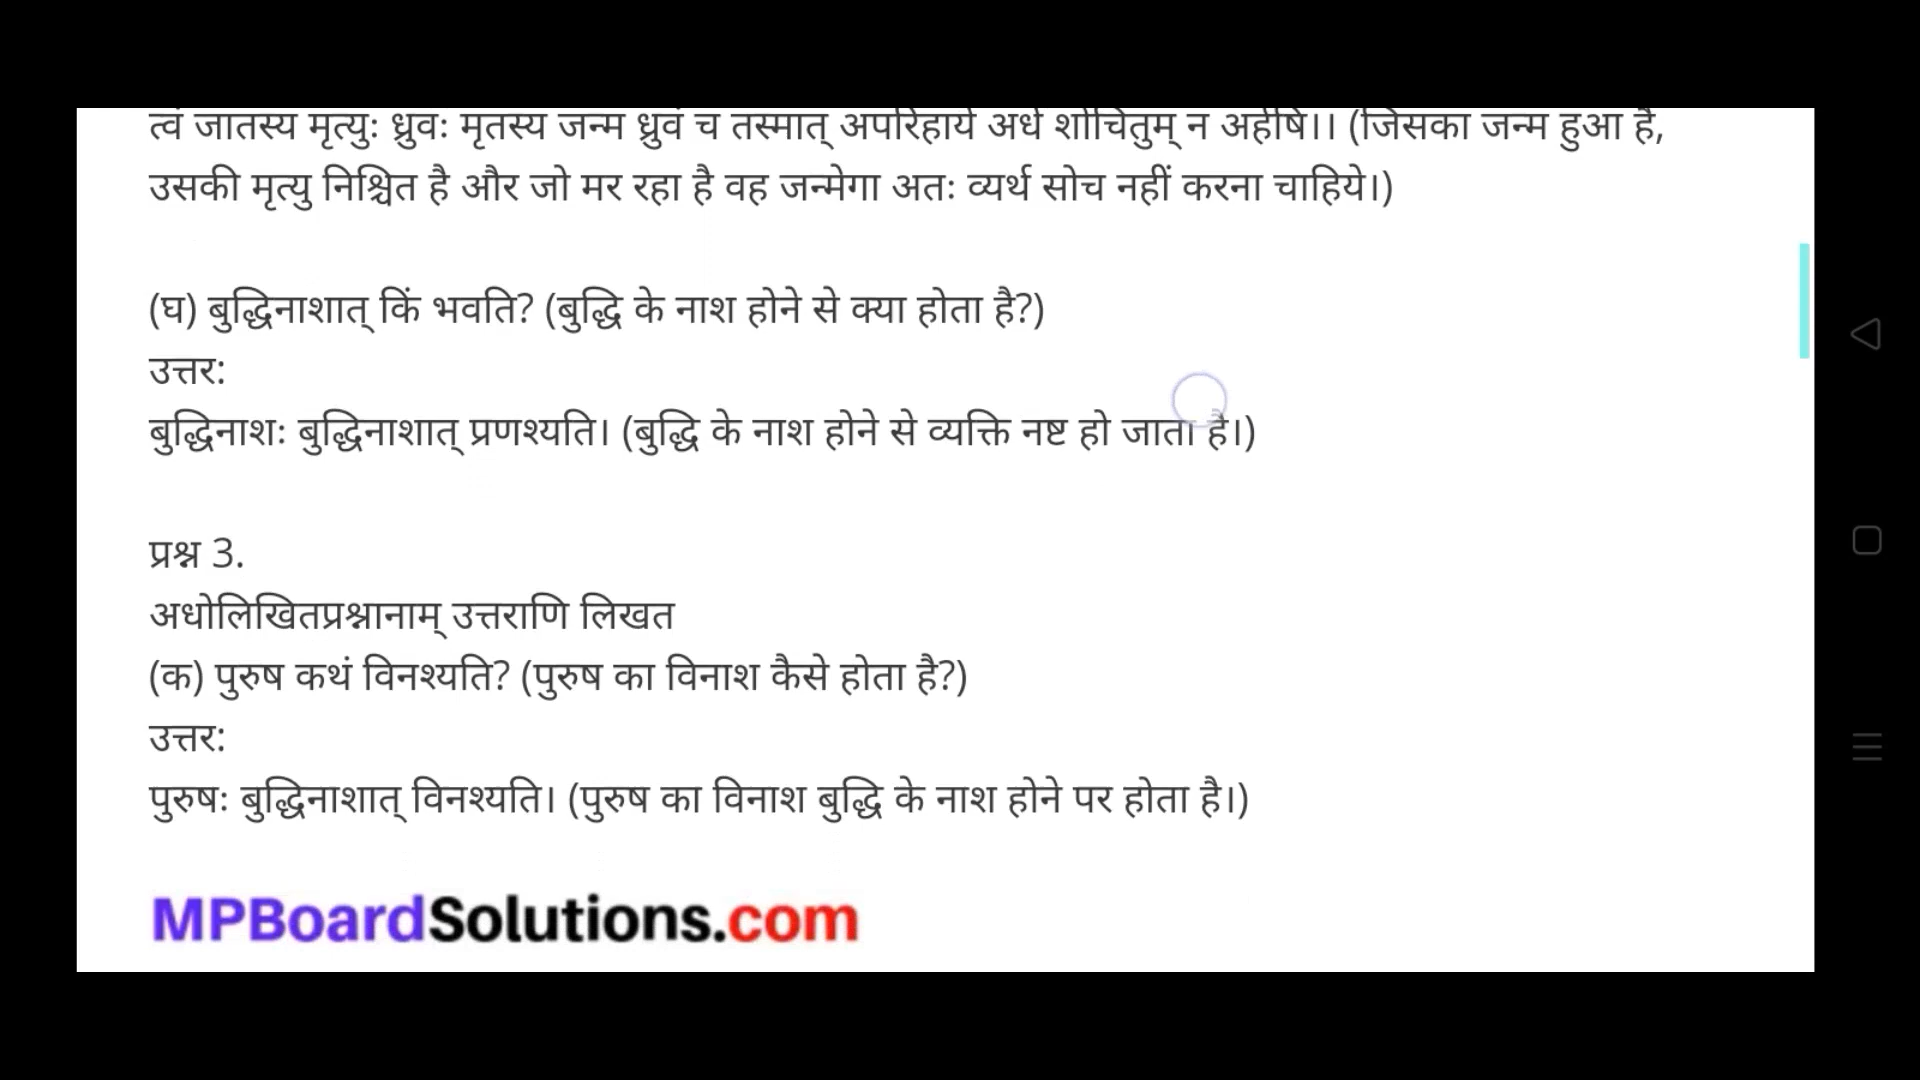 त्वं जातस्य मृत्युः ध्रुवः मृतस्य जन्म ध्रुवं च तस्मात् अपरिहार्ये अर्धे शोचितुम् न अर्हषि।। (जिसका जन्म हुआ है,
उसकी मृत्यु निश्चित है और जो मर रहा है वह जन्मेगा अतः व्यर्थ सोच नहीं करना चाहिये।)
(घ) बुद्धिनाशात् किं भवति? (बुद्धि के नाश होने से क्या होता है?)
उत्तर:
बुद्धिनाशः बुद्धिनाशात् प्रणश्यति। (बुद्धि के नाश होने से व्यक्ति नष्ट हो जाता है।)
प्रश्न 3.
अधोलिखितप्रश्नानाम् उत्तराणि लिखत
(क) पुरुष कथं विनश्यति? (पुरुष का विनाश कैसे होता है?)
उत्तर:
पुरुषः बुद्धिनाशात् विनश्यति। (पुरुष का विनाश बुद्धि के नाश होने पर होता है।)
MPBoardSolutions.com